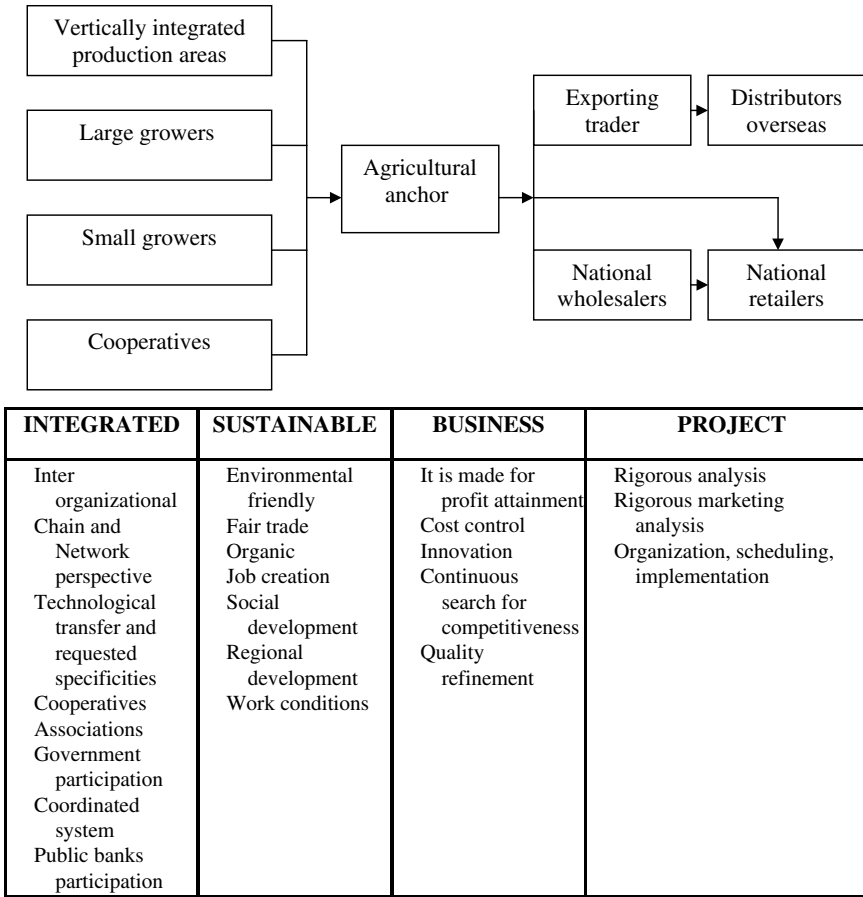 Vertically integrated
production areas
Large growers
Small growers
Cooperatives
Agricultural
anchor
Exporting
trader
Distributors
overseas
National
wholesalers
National
retailers
INTEGRATED
Inter
organizational
Chain and
Network
perspective
Technological
transfer and
requested
specificities
Cooperatives
Associations
Government
participation
Coordinated
system
Public banks
participation
SUSTAINABLE
Environmental
friendly
Fair trade
Organic
Job creation
Social
development
Regional
development
Work conditions
BUSINESS
It is made for
profit attainment
Cost control
Innovation
Continuous
search for
competitiveness
Quality
refinement
PROJECT
Rigorous analysis
Rigorous marketing
analysis
Organization, scheduling,
implementation